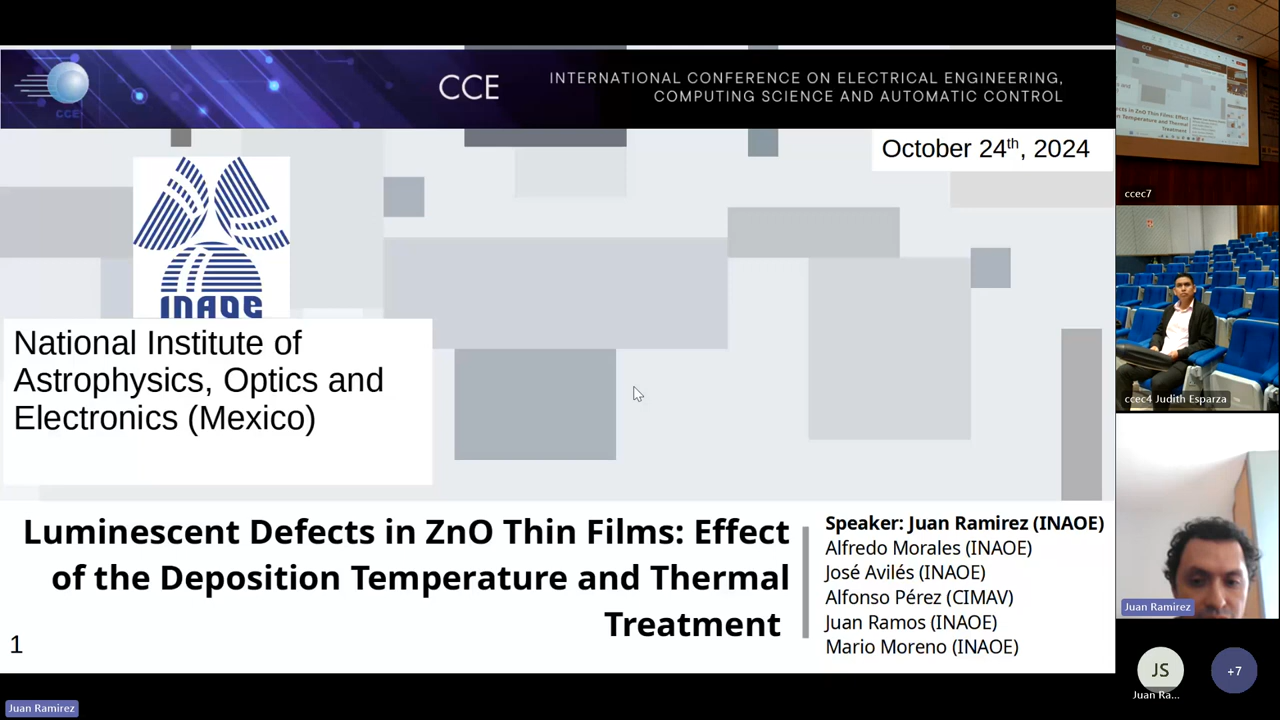 CCE
INTERNATIONAL CONFERENCE ON ELECTRICAL ENGINEERING,
COMPUTING SCIENCE AND AUTOMATIC CONTROL
CCE
October 24th, 2024
INAOE
National Institute of
Astrophysics, Optics and
Electronics (Mexico)
Luminescent Defects in ZnO Thin Films: Effect
of the Deposition Temperature and Thermal
Treatment
Speaker: Juan Ramirez (INAOE)
Alfredo Morales (INAOE)
José Avilés (INAOE)
Alfonso Pérez (CIMAV)
Juan Ramos (INAOE)
Mario Moreno (INAOE)
1
Juan Ramirez
ccec7
ccec4 Judith Esparza
Juan Ramirez
JS
Juan Ra...
+7